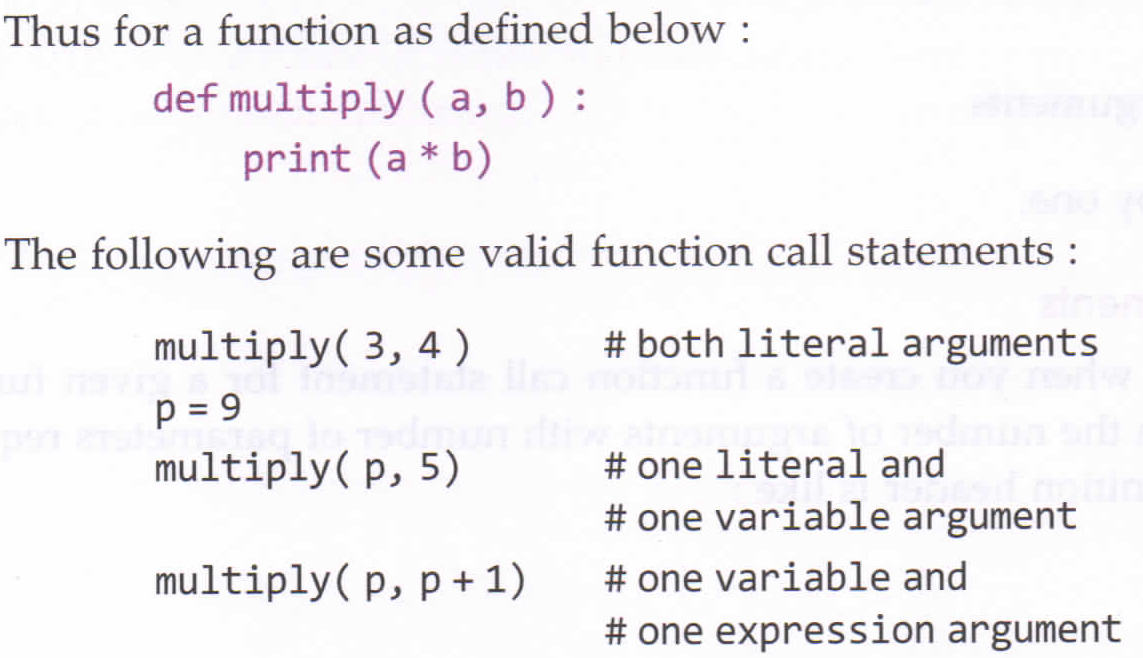 Thus for a function as defined below :
def multiply ( a, b ) :
print (a * b)
The following are some valid function call statements :
multiply( 3, 4 ) # both literal arguments
p = 9
multiply( p, 5) # one literal and
# one variable argument
multiply( p, p + 1) # one variable and
# one expression argument